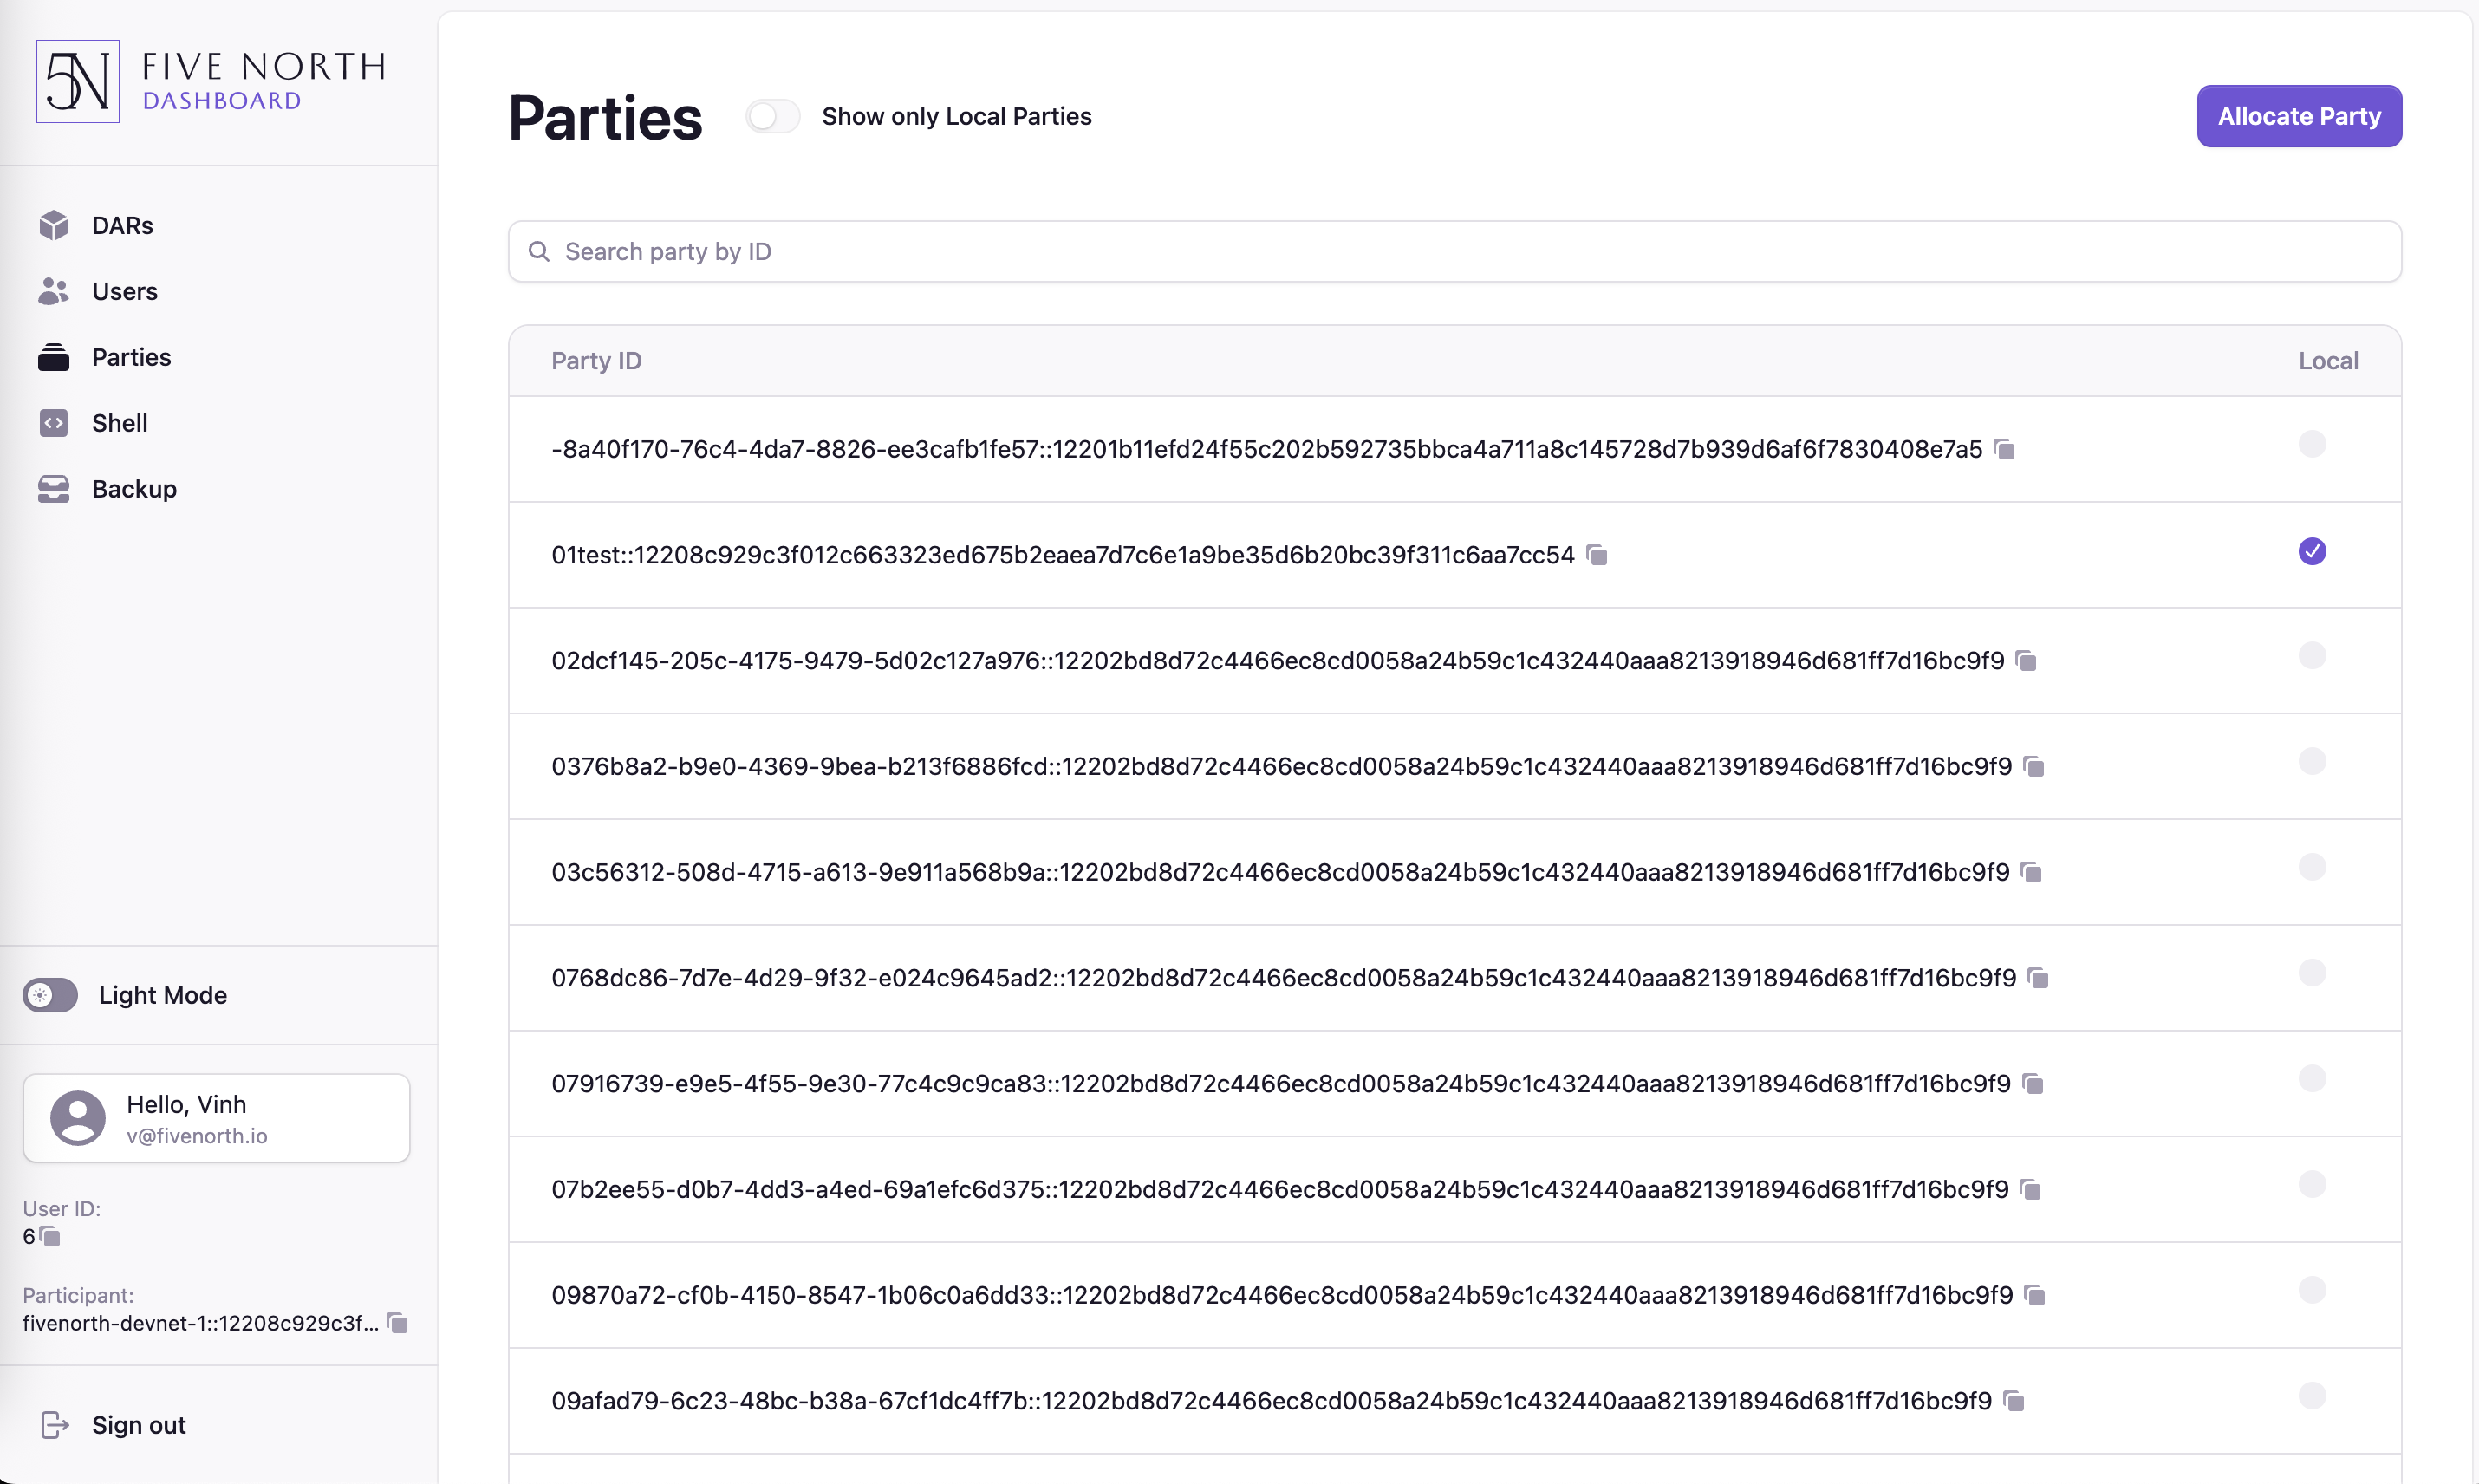 5N FIVE NORTH
DASHBOARD
DARs
Users
Parties
Shell
Backup
Light Mode
Hello, Vinh
v@fivenorth.io
User ID:
6
Participant:
fivenorth-devnet-1::12208c929c3f...
Sign out
Parties
Show only Local Parties
Allocate Party
Search party by ID
Party ID Local
-8a40f170-76c4-4da7-8826-ee3cafb1fe57::12201b11efd24f55c202b592735bbca4a711a8c145728d7b939d6af6f7830408e7a5
01test::12208c929c3f012c663323ed675b2eaea7d7c6e1a9be35d6b20bc39f311c6aa7cc54
02dcf145-205c-4175-9479-5d02c127a976::12202bd8d72c4466ec8cd0058a24b59c1c432440aaa8213918946d681ff7d16bc9f9
0376b8a2-b9e0-4369-9bea-b213f6886fcd::12202bd8d72c4466ec8cd0058a24b59c1c432440aaa8213918946d681ff7d16bc9f9
03c56312-508d-4715-a613-9e911a568b9a::12202bd8d72c4466ec8cd0058a24b59c1c432440aaa8213918946d681ff7d16bc9f9
0768dc86-7d7e-4d29-9f32-e024c9645ad2::12202bd8d72c4466ec8cd0058a24b59c1c432440aaa8213918946d681ff7d16bc9f9
07916739-e9e5-4f55-9e30-77c4c9c9ca83::12202bd8d72c4466ec8cd0058a24b59c1c432440aaa8213918946d681ff7d16bc9f9
07b2ee55-d0b7-4dd3-a4ed-69a1efc6d375::12202bd8d72c4466ec8cd0058a24b59c1c432440aaa8213918946d681ff7d16bc9f9
09870a72-cf0b-4150-8547-1b06c0a6dd33::12202bd8d72c4466ec8cd0058a24b59c1c432440aaa8213918946d681ff7d16bc9f9
09afad79-6c23-48bc-b38a-67cf1dc4ff7b::12202bd8d72c4466ec8cd0058a24b59c1c432440aaa8213918946d681ff7d16bc9f9